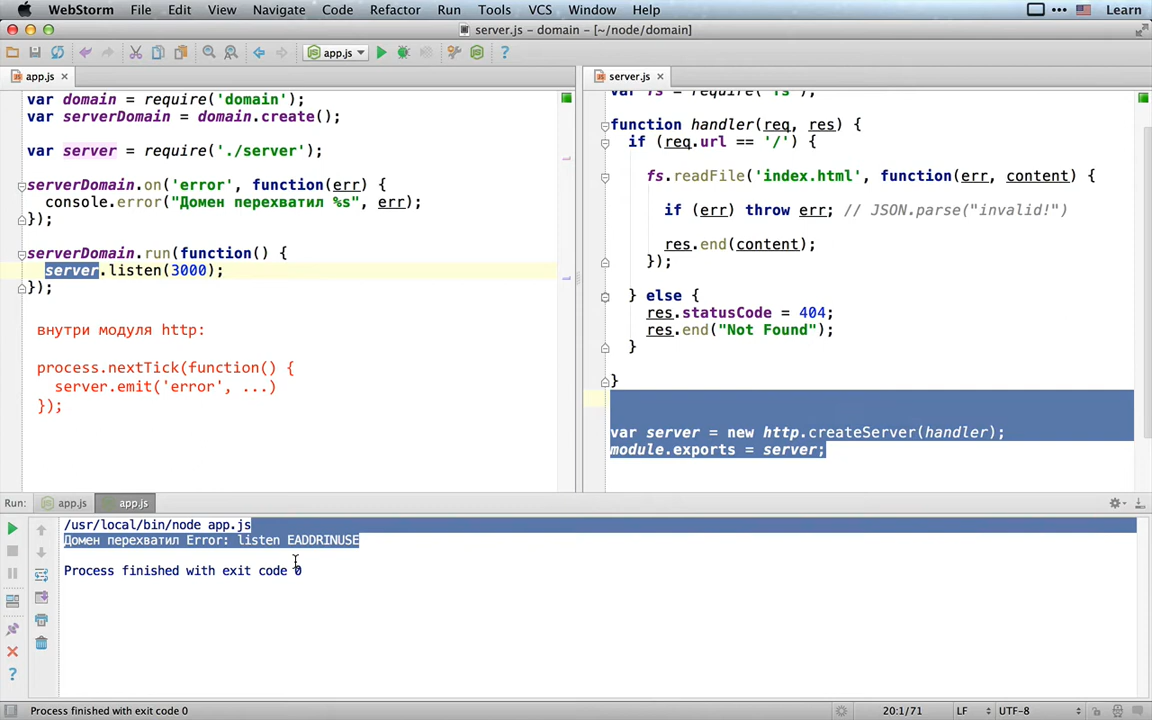 WebStorm File Edit View Navigate Code Refactor Run Tools VCS Window Help Learn
server.js – domain – [~/node/domain]
app.js
app.js
server.js
var domain = require('domain');
var serverDomain = domain.create();
var server = require('./server');
serverDomain.on('error', function(err) {
console.error("Домен перехватил %s", err);
});
serverDomain.run(function() {
server.listen(3000);
});
внутри модуля http:
process.nextTick(function() {
server.emit('error', ...)
});
var fs = require('fs');
function handler(req, res) {
if (req.url == '/') {
fs.readFile('index.html', function(err, content) {
if (err) throw err; // JSON.parse("invalid!")
res.end(content);
});
} else {
res.statusCode = 404;
res.end("Not Found");
}
}
var server = new http.createServer(handler);
module.exports = server;
Run: app.js app.js
/usr/local/bin/node app.js
Домен перехватил Error: listen EADDRINUSE
Process finished with exit code 0
Process finished with exit code 0 20:1/71 LF UTF-8